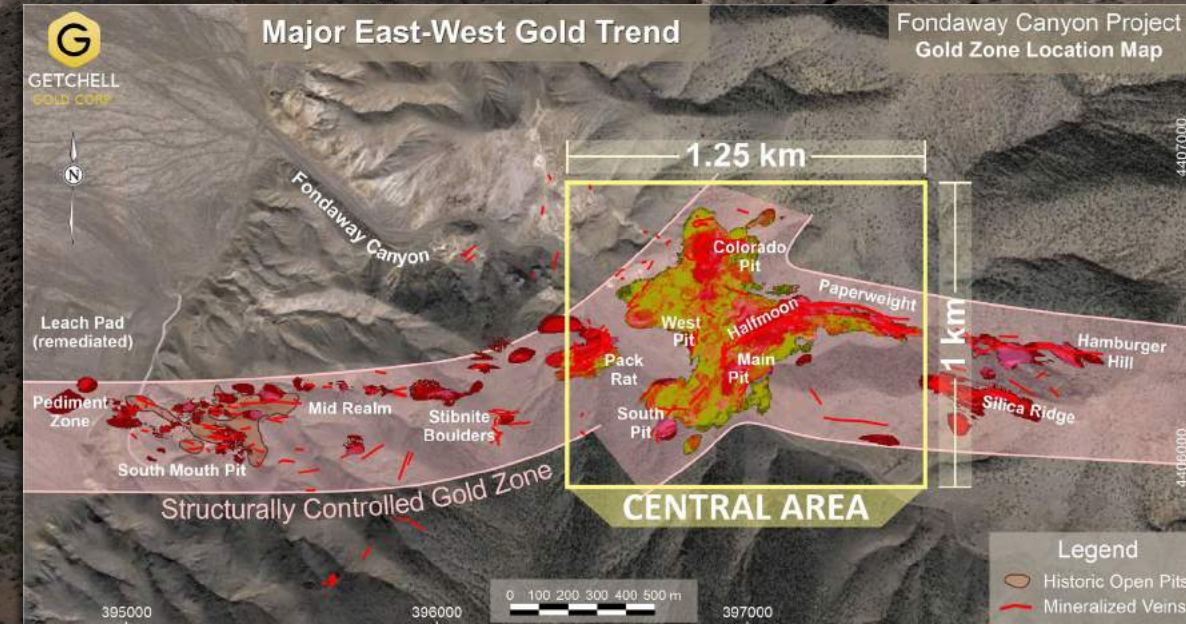 GETCHELL
GOLD CORP
Major East-West Gold Trend
Fondaway Canyon Project
Gold Zone Location Map
N
4407000
1.25 km
Fondaway Canyon
Colorado
Pit
Paperweight
Leach Pad
(remediated)
West
Pit
Halfmoon
1 km
Hamburger
Hill
Pack
Rat
Main
Pit
Pediment
Zone
Mid Realm
Stibnite
Boulders
South
Pit
Silica Ridge
South Mouth Pit
4406000
Structurally Controlled Gold Zone
CENTRAL AREA
Legend
Historic Open Pits
Mineralized Veins
0 100 200 300 400 500 m
395000
396000
397000